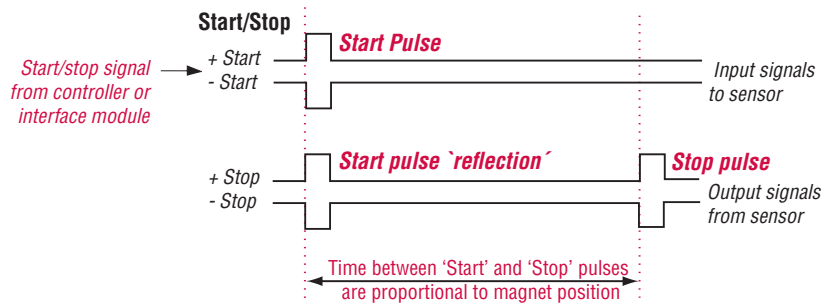 Start/Stop
Start Pulse
+ Start
- Start
Start/stop signal
from controller or
interface module
Input signals
to sensor
Start pulse `reflection´
Stop pulse
+ Stop
- Stop
Output signals
from sensor
Time between ‘Start’ and ‘Stop’ pulses
are proportional to magnet position